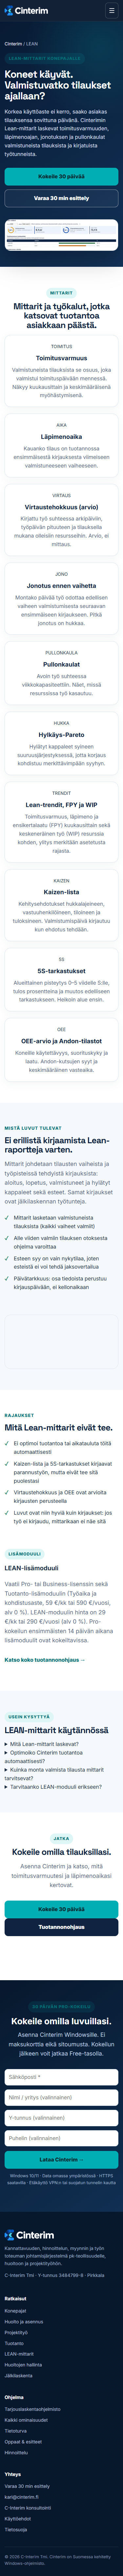 Cinterim
Cinterim / LEAN
LEAN-MITTARIT KONEPAJALLE
Koneet käyvät.
Valmistuvatko tilaukset
ajallaan?
Korkea käyttöaste ei kerro, saako asiakas
tilauksensa sovittuna päivänä. Cinterimin
Lean-mittarit laskevat toimitusvarmuuden,
läpimenoajan, jonotuksen ja pullonkaulat
valmistuneista tilauksista ja kirjatuista
työtunneista.
Kokeile 30 päivää
Varaa 30 min esittely
MITTARIT
Mittarit ja työkalut, jotka
katsovat tuotantoa
asiakkaan päästä.
TOIMITUS
Toimitusvarmuus
Valmistuneista tilauksista se osuus, joka
valmistui toimituspäivään mennessä.
Näkyy kuukausittain ja keskimääräisenä
myöhästymisenä.
AIKA
Läpimenoaika
Kauanko tilaus on tuotannossa
ensimmäisestä kirjauksesta viimeiseen
valmistuneeseen vaiheeseen.
VIRTAUS
Virtaustehokkuus (arvio)
Kirjattu työ suhteessa arkipäiviin,
työpäivän pituudella ja tilauksella
mukana olleisiin resursseihin. Arvio, ei
mittaus.
JONO
Jonotus ennen vaihetta
Montako päivää työ odottaa edellisen
vaiheen valmistumisesta seuraavan
ensimmäiseen kirjaukseen. Pitkä
jonotus on hukkaa.
PULLONKAULA
Pullonkaulat
Avoin työ suhteessa
viikkokapasiteettiin. Näet, missä
resurssissa työ kasautuu.
HUKKA
Hylkäys-Pareto
Hylätyt kappaleet syineen
suuruusjärjestyksessä, jotta korjaus
kohdistuu merkittävimpään syyhyn.
TRENDIT
Lean-trendit, FPY ja WIP
Toimitusvarmuus, läpimeno ja
ensikertalaatu (FPY) kuukausittain sekä
keskeneräinen työ (WIP) resurssia
kohden, ylitys merkitään asetetusta
rajasta.
KAIZEN
Kaizen-lista
Kehitysehdotukset hukkalajeineen,
vastuuhenkilöineen, tiloineen ja
tuloksineen. Valmistumispäivä kirjautuu
kun ehdotus tehdään.
5S
5S-tarkastukset
Alueittainen pisteytys 0–5 viidelle S:lle,
tulos prosentteina ja muutos edelliseen
tarkastukseen. Heikoin alue ensin.
OEE
OEE-arvio ja Andon-tilastot
Koneille käytettävyys, suorituskyky ja
laatu. Andon-kutsujen syyt ja
keskimääräinen vasteaika.
MISTÄ LUVUT TULEVAT
Ei erillistä kirjaamista Lean-
raportteja varten.
Mittarit johdetaan tilausten vaiheista ja
työpisteissä tehdyistä kirjauksista:
aloitus, lopetus, valmistuneet ja hylätyt
kappaleet sekä esteet. Samat kirjaukset
ovat jälkilaskennan työtunteja.
✓ Mittarit lasketaan valmistuneista
tilauksista (kaikki vaiheet valmiit)
✓ Alle viiden valmiin tilauksen otoksesta
ohjelma varoittaa
✓ Esteen syy on vain nykytilaa, joten
esteistä ei voi tehdä jaksovertailua
✓ Päivätarkkuus: osa tiedoista perustuu
kirjauspäivään, ei kellonaikaan
RAJAUKSET
Mitä Lean-mittarit eivät tee.
✓ Ei optimoi tuotantoa tai aikatauluta töitä
automaattisesti
✓ Kaizen-lista ja 5S-tarkastukset kirjaavat
parannustyön, mutta eivät tee sitä
puolestasi
✓ Virtaustehokkuus ja OEE ovat arvioilla
kirjausten perusteella
✓ Luvut ovat niin hyviä kuin kirjaukset: jos
työ ei kirjaudu, mittarikaan ei näe sitä
LISÄMODUULI
LEAN-lisämoduuli
Vaatii Pro- tai Business-lisenssin sekä
Tuotanto-lisämoduulin (Työaika ja
kohdistuste, 59 €/kk tai 590 €/vuosi,
alv 0 %). LEAN-moduulin hinta on 29
€/kk tai 290 €/vuosi (alv 0 %). Pro-
kokeilun ensimmäisten 14 päivän aikana
lisämoduulit ovat kokeiltavissa.
Katso koko tuotannonohjaus →
USEIN KYSYTTYÄ
LEAN-mittarit käytännössä
▶ Mitä Lean-mittarit laskevat?
▶ Optimoiko Cinterim tuotantoa
automaattisesti?
▶ Kuinka monta valmista tilausta mittarit
tarvitsevat?
▶ Tarvitaanko LEAN-moduuli erikseen?
JATKA
Kokeile omilla tilauksillasi.
Asenna Cinterim ja katso, mitä
toimitusvarmuutesi ja läpimenoaikasi
kertovat.
Kokeile 30 päivää
Tuotannonohjaus
30 PÄIVÄÄ PRO-KOKEILU
Kokeile omilla luvuillasi.
Asenna Cinterim Windowsille. Ei
maksukorttia eikä sitoumusta. Kokeilun
jälkeen voit jatkaa Free-tasolla.
Sähköposti *
Nimi / yritys (valinnainen)
Y-tunnus (valinnainen)
Puhelin (valinnainen)
Lataa Cinterim →
Windows 10/11 · Data omassa ympäristössä · HTTPS
Cinterim
Kannattavuuden, hinnoittelun, myynnin ja työn
C-Interim Tmi · Y-tunnus 3484769-6 · Pirkkala
Ratkaisut
Konepajat
Huolto ja asennus
Projektityö
Tuotanto
LEAN-mittarit
Huoltojen hallinta
Jälkilaskenta
Ohjelma
Tarjouslaskentaohjelmisto
Kaikki ominaisuudet
Tietoturva
Oppaat & esitteet
Hinnoittelu
Yhteys
Varaa 30 min esittely
kari@cinterim.fi
C-Interim konsultointi
Käyttöehdot
Tietosuoja
© 2026 C-Interim Tmi. Cinterim on Suomessa kehitetty
Windows-ohjelmisto.